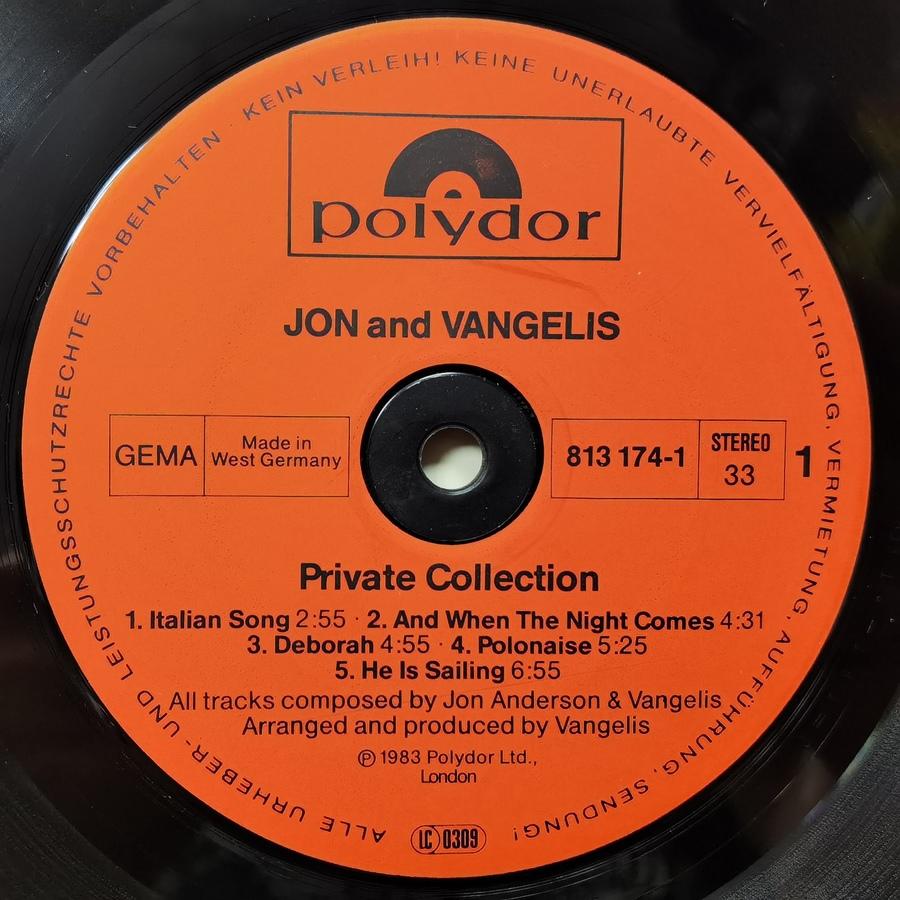 ALLE URHEBER- UND LEISTUNGSSCHUTZRECHTE VORBEHALTEN · KEIN VERLEIH! KEINE UNERLAUBTE VERVIELFÄLTIGUNG, VERMIETUNG, AUFFÜHRUNG, SENDUNG!
polydor
JON and VANGELIS
GEMA
Made in
West Germany
813 174-1
STEREO
33
1
Private Collection
1. Italian Song 2:55 · 2. And When The Night Comes 4:31
3. Deborah 4:55 · 4. Polonaise 5:25
5. He Is Sailing 6:55
All tracks composed by Jon Anderson & Vangelis
Arranged and produced by Vangelis
℗ 1983 Polydor Ltd.,
London
LC 0309